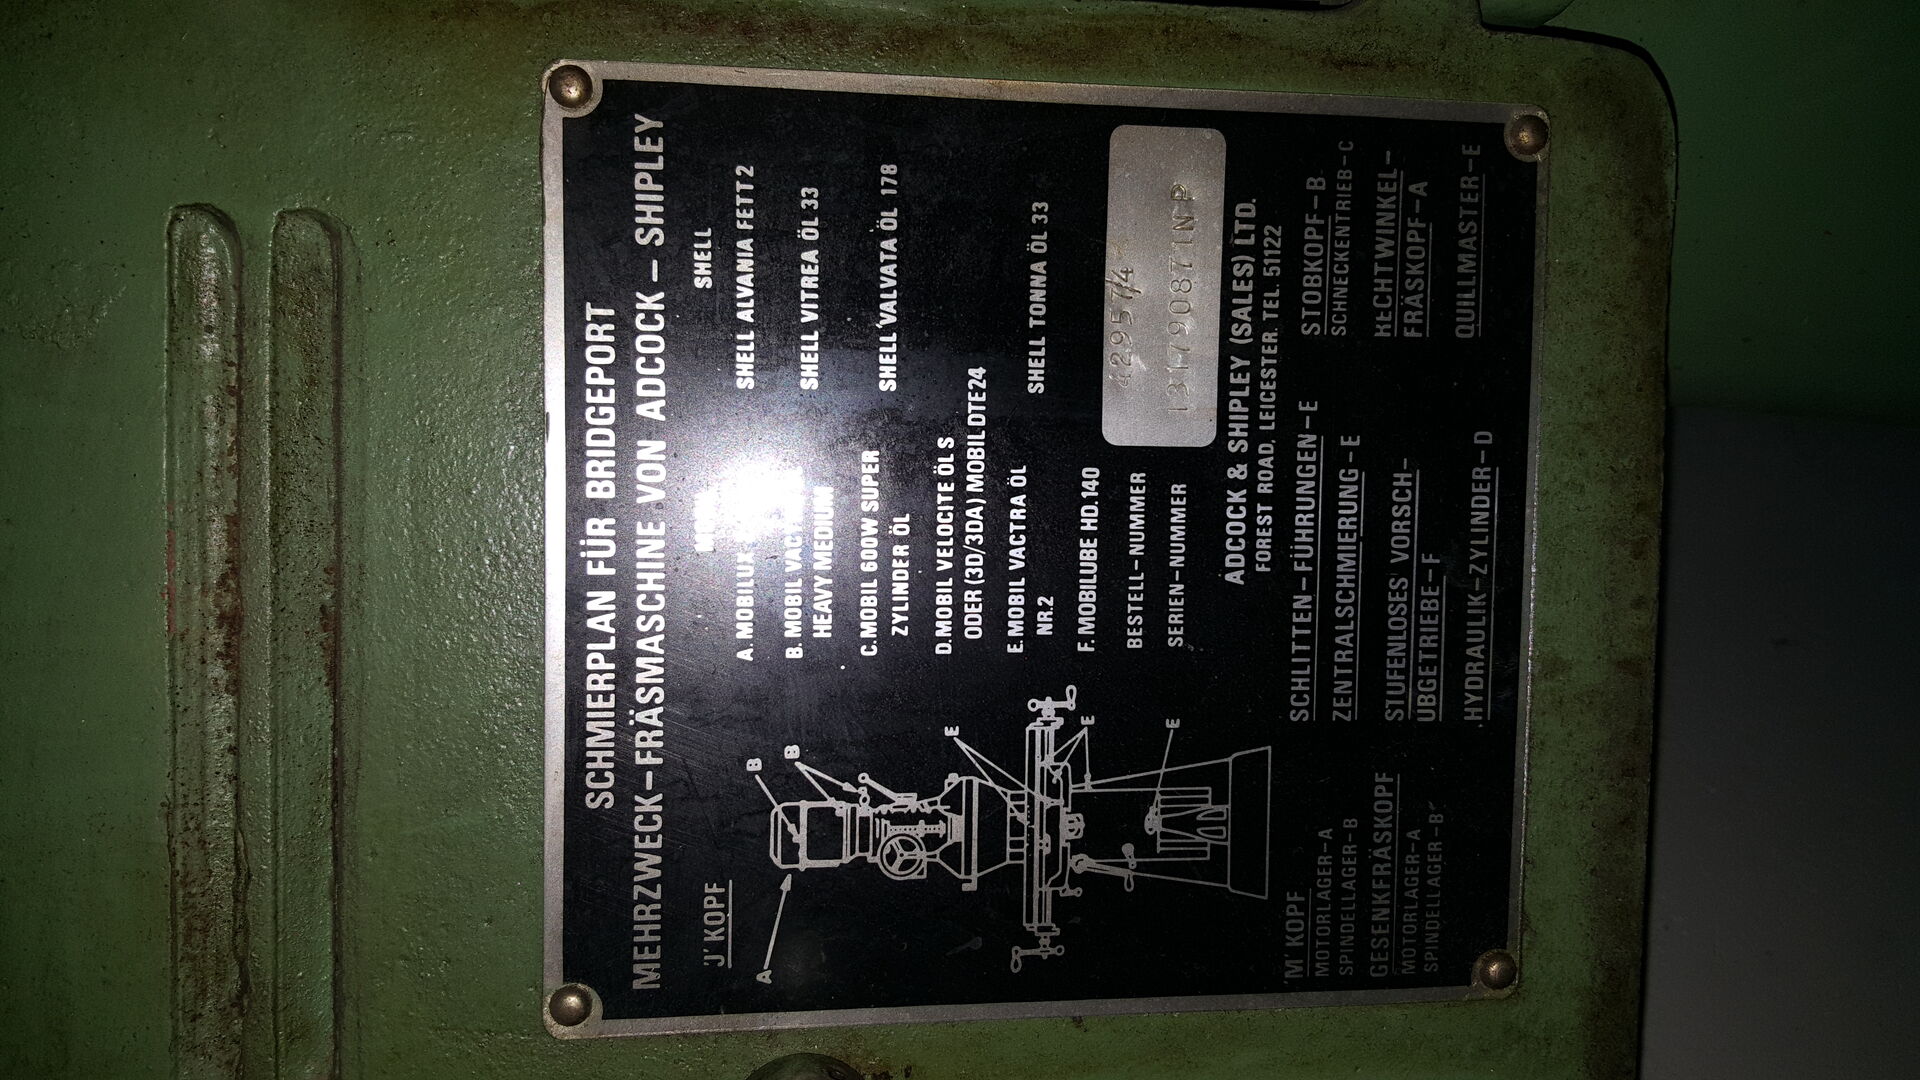 SCHMIERPLAN FÜR BRIDGEPORT
MEHRZWECK–FRÄSMASCHINE VON ADCOCK – SHIPLEY
'J' KOPF
SHELL
A. MOBILUX
SHELL ALVANIA FETT 2
B. MOBIL
HEAVY MEDIUM
SHELL VITREA ÖL 33
C. MOBIL 600W SUPER
ZYLINDER ÖL
SHELL VALVATA ÖL 178
D. MOBIL VELOCITE ÖL S
ODER (3D/3DA) MOBILOTE 24
E. MOBIL VACTRA ÖL
NR.2
SHELL TONNA ÖL 33
F. MOBILUBE HD.140
BESTELL–NUMMER
SERIEN–NUMMER
A
B
B
E
E
E
ADCOCK & SHIPLEY (SALES) LTD.
FOREST ROAD, LEICESTER. TEL. 51122
'M' KOPF
MOTORLAGER–A
SPINDELLAGER–B
GESENKFRÄSKOPF
MOTORLAGER–A
SPINDELLAGER–B
SCHLITTEN–FÜHRUNGEN–E
ZENTRALSCHMIERUNG–E
STUFENLOSES VORSCH–
UBGETRIEBE–F
HYDRAULIK–ZYLINDER–D
STOBKOPF–B
SCHNECKENTRIEB–C
RECHTWINKEL–
FRÄSKOPF–A
QUILLMASTER–E